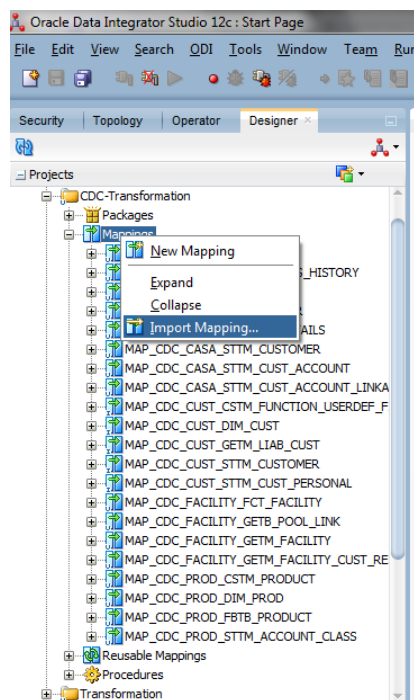 Oracle Data Integrator Studio 12c : Start Page
File Edit View Search ODI Tools Window Team Run
Security Topology Operator Designer
Projects
CDC-Transformation
Packages
Mappings
New Mapping
S_HISTORY
Expand
Collapse
AILS
Import Mapping...
MAP_CDC_CASA_STTM_CUSTOMER
MAP_CDC_CASA_STTM_CUST_ACCOUNT
MAP_CDC_CASA_STTM_CUST_ACCOUNT_LINKA
MAP_CDC_CUST_CSTM_FUNCTION_USERDEF_F
MAP_CDC_CUST_DIM_CUST
MAP_CDC_CUST_GETM_LIAB_CUST
MAP_CDC_CUST_STTM_CUSTOMER
MAP_CDC_CUST_STTM_CUST_PERSONAL
MAP_CDC_FACILITY_FCT_FACILITY
MAP_CDC_FACILITY_GETB_POOL_LINK
MAP_CDC_FACILITY_GETM_FACILITY
MAP_CDC_FACILITY_GETM_FACILITY_CUST_RE
MAP_CDC_PROD_CSTM_PRODUCT
MAP_CDC_PROD_DIM_PROD
MAP_CDC_PROD_FBTB_PRODUCT
MAP_CDC_PROD_STTM_ACCOUNT_CLASS
Reusable Mappings
Procedures
Transformation